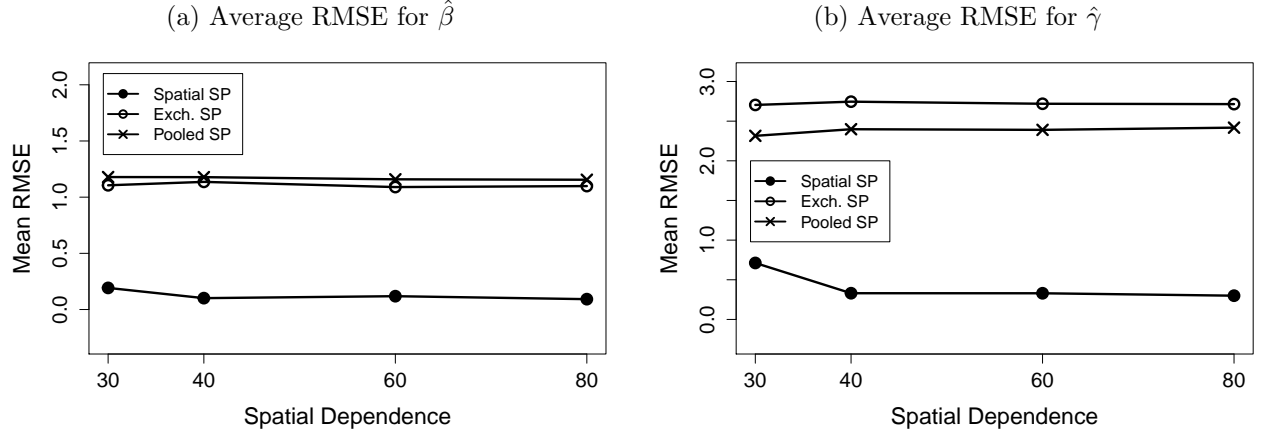 (a) Average RMSE for β̂
2.0
1.5
1.0
0.5
0.0
Mean RMSE
Spatial SP
Exch. SP
Pooled SP
30 40 60 80
Spatial Dependence
(b) Average RMSE for γ̂
3.0
2.0
1.0
0.0
Mean RMSE
Spatial SP
Exch. SP
Pooled SP
30 40 60 80
Spatial Dependence